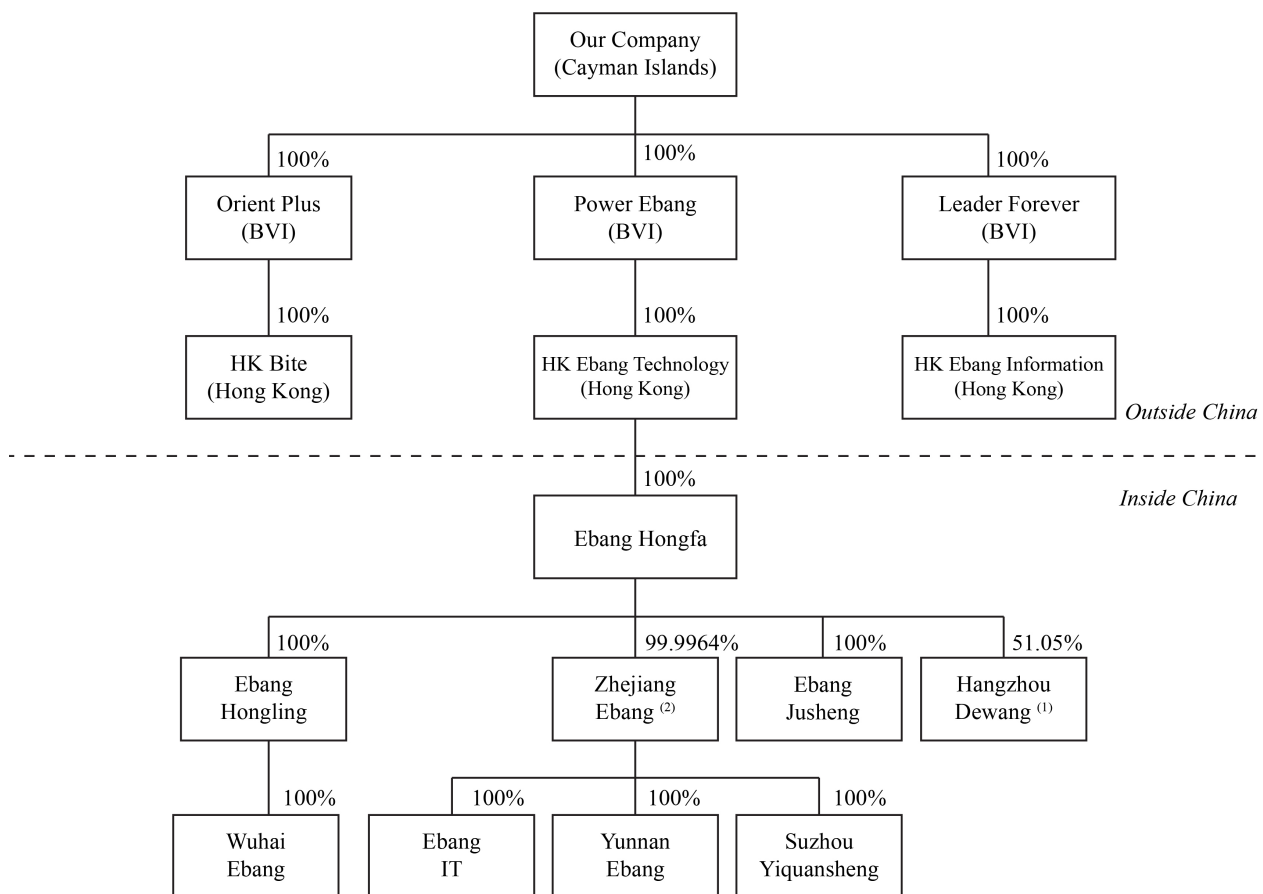 Our Company
(Cayman Islands)
100%
100%
100%
Orient Plus
(BVI)
Power Ebang
(BVI)
Leader Forever
(BVI)
100%
100%
100%
HK Bite
(Hong Kong)
HK Ebang Technology
(Hong Kong)
HK Ebang Information
(Hong Kong)
Outside China
100%
Inside China
Ebang Hongfa
100%
99.9964%
100%
51.05%
Ebang
Hongling
Zhejiang
Ebang (2)
Ebang
Jusheng
Hangzhou
Dewang (1)
100%
100%
100%
100%
Wuhai
Ebang
Ebang
IT
Yunnan
Ebang
Suzhou
Yiquansheng